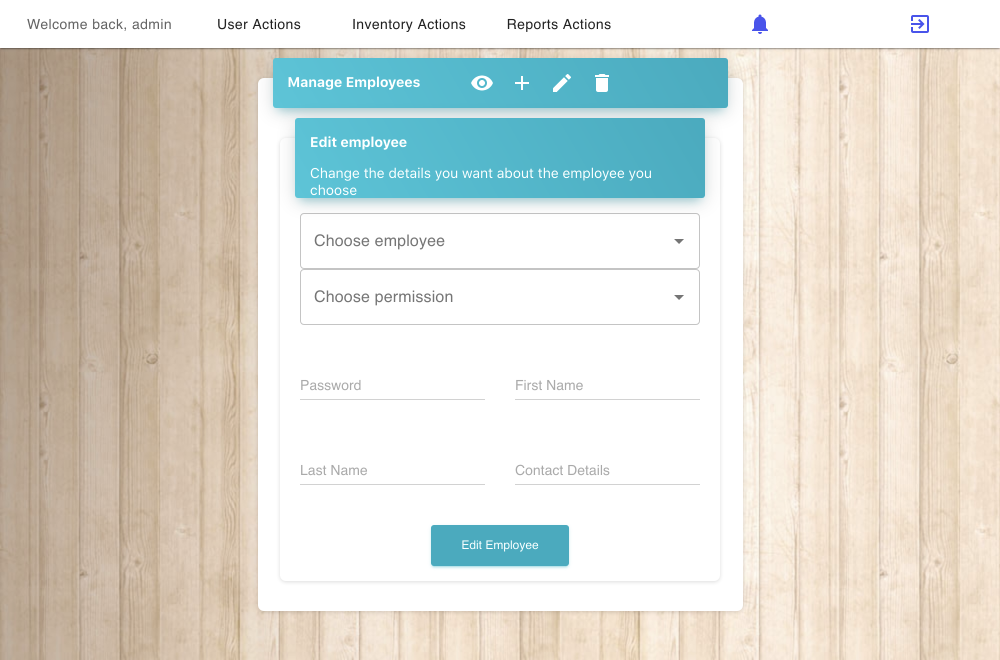 Welcome back, admin
User Actions
Inventory Actions
Reports Actions
Manage Employees
Edit employee
Change the details you want about the employee you
choose
Choose employee
Choose permission
Password
First Name
Last Name
Contact Details
Edit Employee